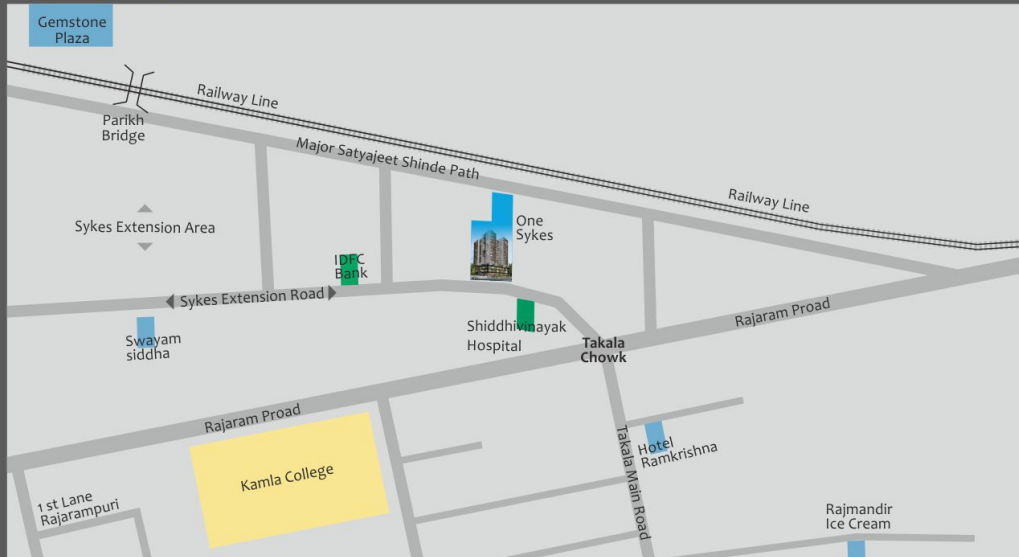 Gemstone
Plaza
Railway Line
Parikh
Bridge
Major Satyajeet Shinde Path
Railway Line
One
Sykes
Sykes Extension Area
IDFC
Bank
Sykes Extension Road
Rajaram Proad
Shiddhivinayak
Hospital
Swayam
siddha
Takala
Chowk
Rajaram Proad
Takala Main Road
Hotel
Ramkrishna
Kamla College
1 st Lane
Rajarampuri
Rajmandir
Ice Cream